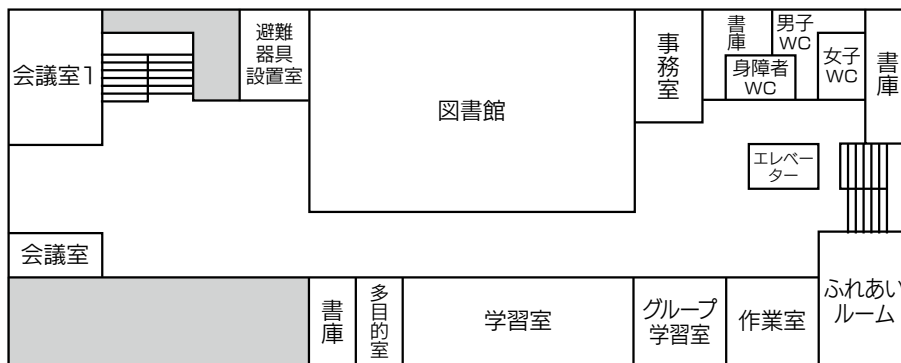 会議室1
避難
器具
設置室
図書館
事務室
書庫
男子
WC
身障者
WC
女子
WC
書庫
エレベー
ター
会議室
書庫
多目的室
学習室
グループ
学習室
作業室
ふれあい
ルーム